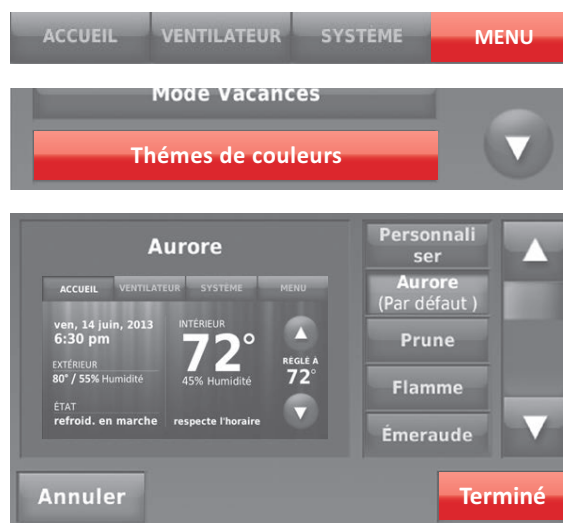 ACCUEIL VENTILATEUR SYSTÈME MENU
Mode Vacances
Thémes de couleurs
Aurore
ACCUEIL VENTILATEUR SYSTÈME MENU
ven, 14 juin, 2013
6:30 pm
EXTÉRIEUR
80° / 55% Humidité
ÉTAT
refroid. en marche
INTÉRIEUR
72°
45% Humidité
respecte l'horaire
RÉGLÉ À
72°
Personnali
ser
Aurore
(Par défaut )
Prune
Flamme
Émeraude
Annuler
Terminé